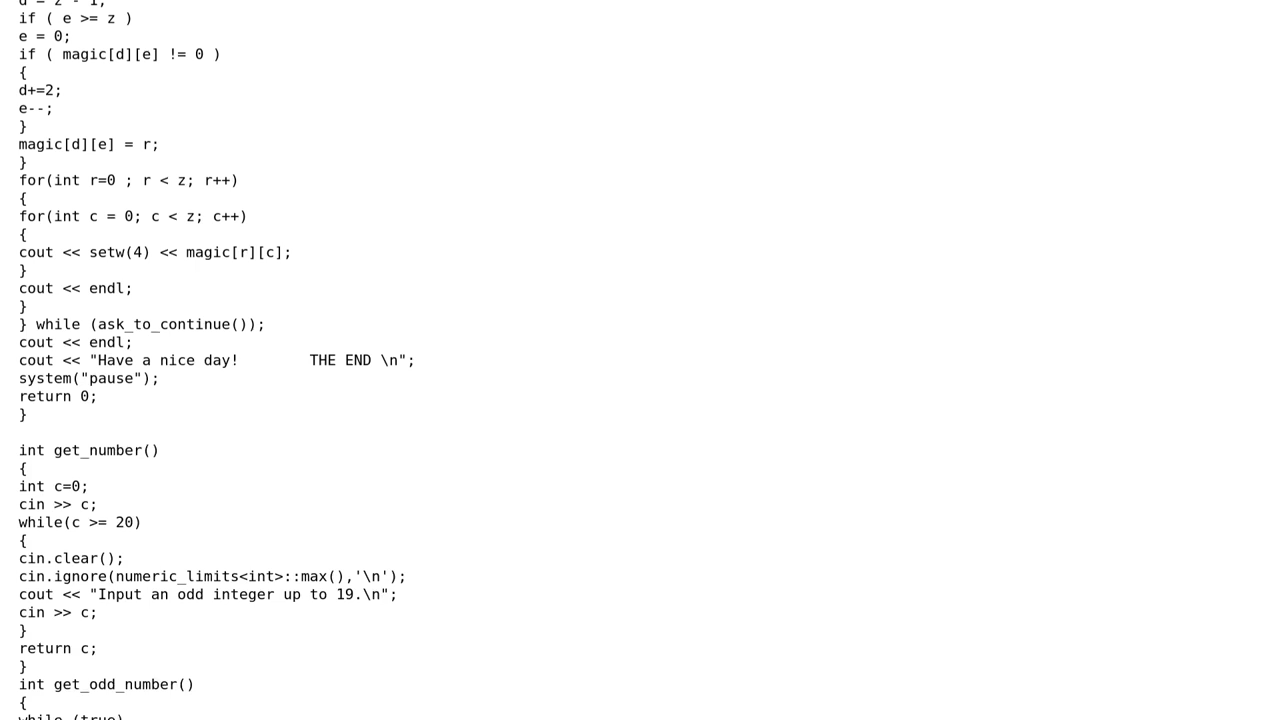 d = z - 1;
if ( e >= z )
e = 0;
if ( magic[d][e] != 0 )
{
d+=2;
e--;
}
magic[d][e] = r;
}
for(int r=0 ; r < z; r++)
{
for(int c = 0; c < z; c++)
{
cout << setw(4) << magic[r][c];
}
cout << endl;
}
} while (ask_to_continue());
cout << endl;
cout << "Have a nice day!        THE END \n";
system("pause");
return 0;
}

int get_number()
{
int c=0;
cin >> c;
while(c >= 20)
{
cin.clear();
cin.ignore(numeric_limits<int>::max(),'\n');
cout << "Input an odd integer up to 19.\n";
cin >> c;
}
return c;
}
int get_odd_number()
{
while (true)